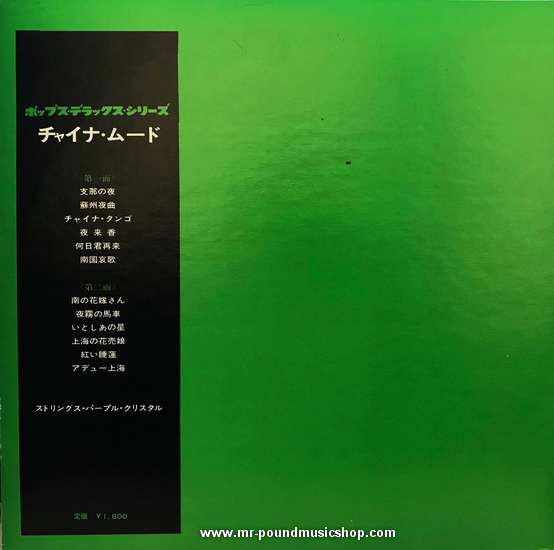 ポップス・デラックス・シリーズ
チャイナ・ムード
〈第一面〉
支那の夜
蘇州夜曲
チャイナ・タンゴ
夜来香
何日君再来
南国哀歌
〈第二面〉
南の花嫁さん
夜霧の馬車
いとしあの星
上海の花売娘
紅い睡蓮
アデュー上海
ストリングス・パープル・クリスタル
定価 ¥1,800
www.mr-poundmusicshop.com